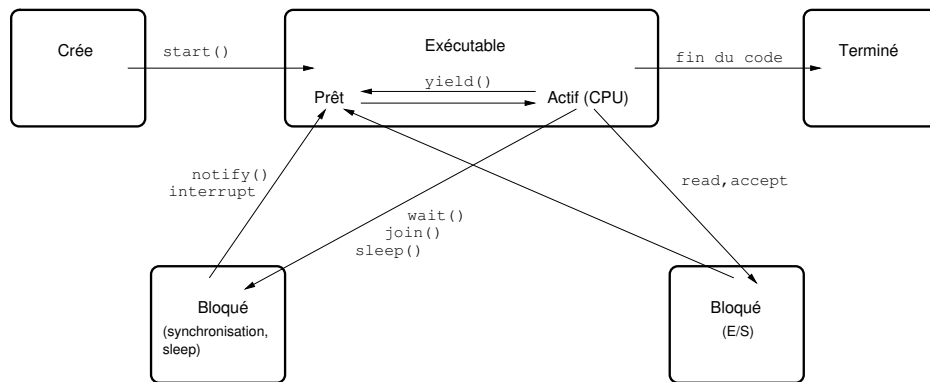 Crée
start()
Exécutable
fin du code
Terminé
yield()
Prêt
Actif (CPU)
notify()
interrupt
read,accept
wait()
join()
sleep()
Bloqué
(synchronisation,
sleep)
Bloqué
(E/S)